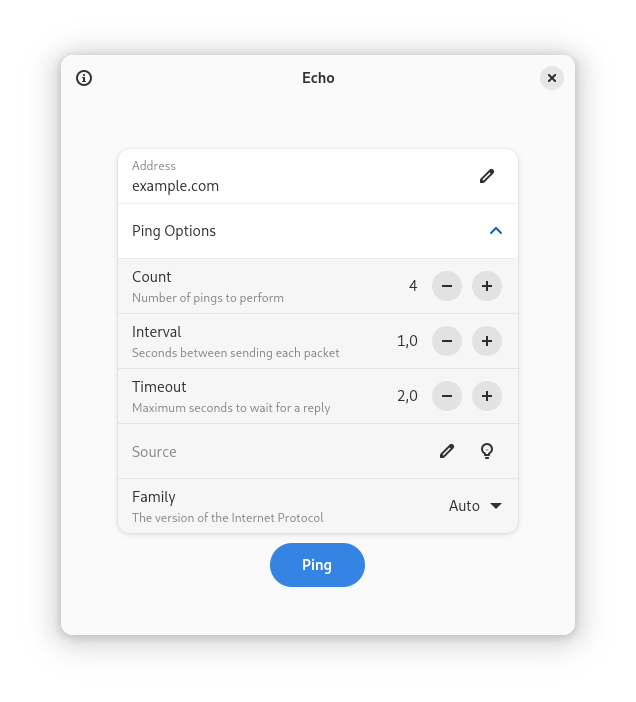 Echo
Address
example.com
Ping Options
Count
Number of pings to perform
4
Interval
Seconds between sending each packet
1,0
Timeout
Maximum seconds to wait for a reply
2,0
Source
Family
The version of the Internet Protocol
Auto
Ping